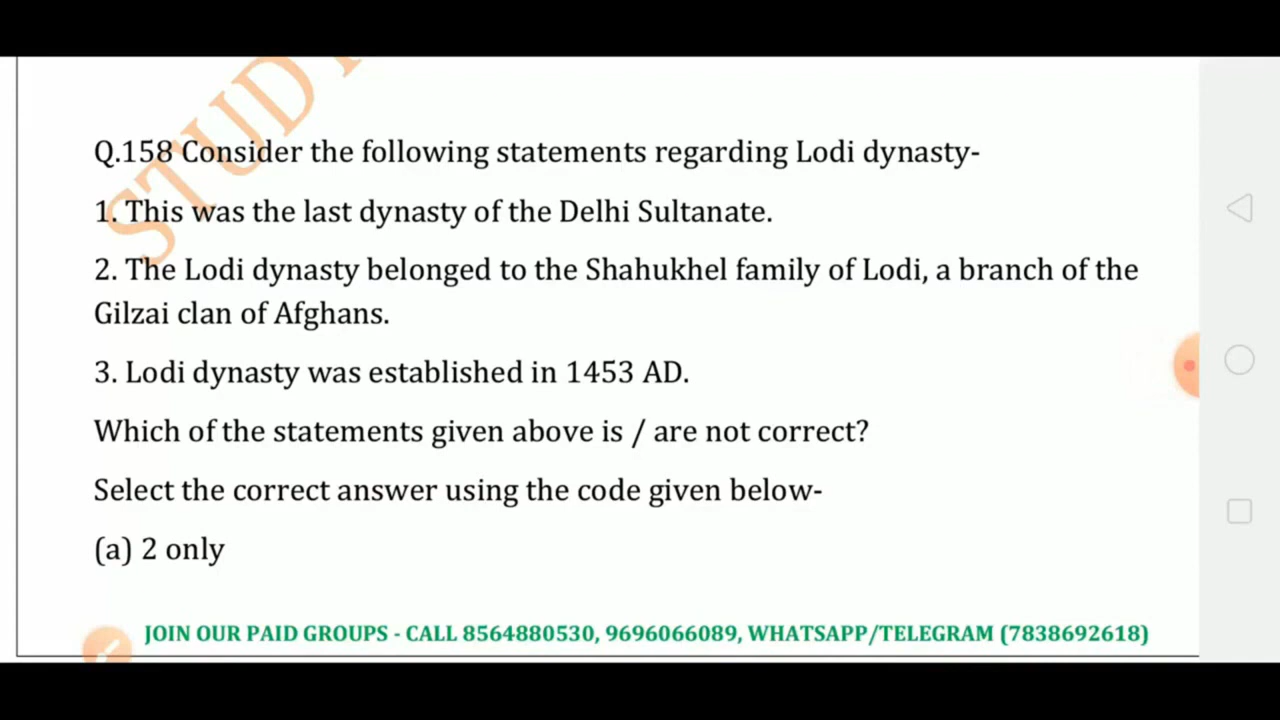 STUD
Q.158 Consider the following statements regarding Lodi dynasty-
1. This was the last dynasty of the Delhi Sultanate.
2. The Lodi dynasty belonged to the Shahukhel family of Lodi, a branch of the
Gilzai clan of Afghans.
3. Lodi dynasty was established in 1453 AD.
Which of the statements given above is / are not correct?
Select the correct answer using the code given below-
(a) 2 only
JOIN OUR PAID GROUPS - CALL 8564880530, 9696066089, WHATSAPP/TELEGRAM (7838692618)